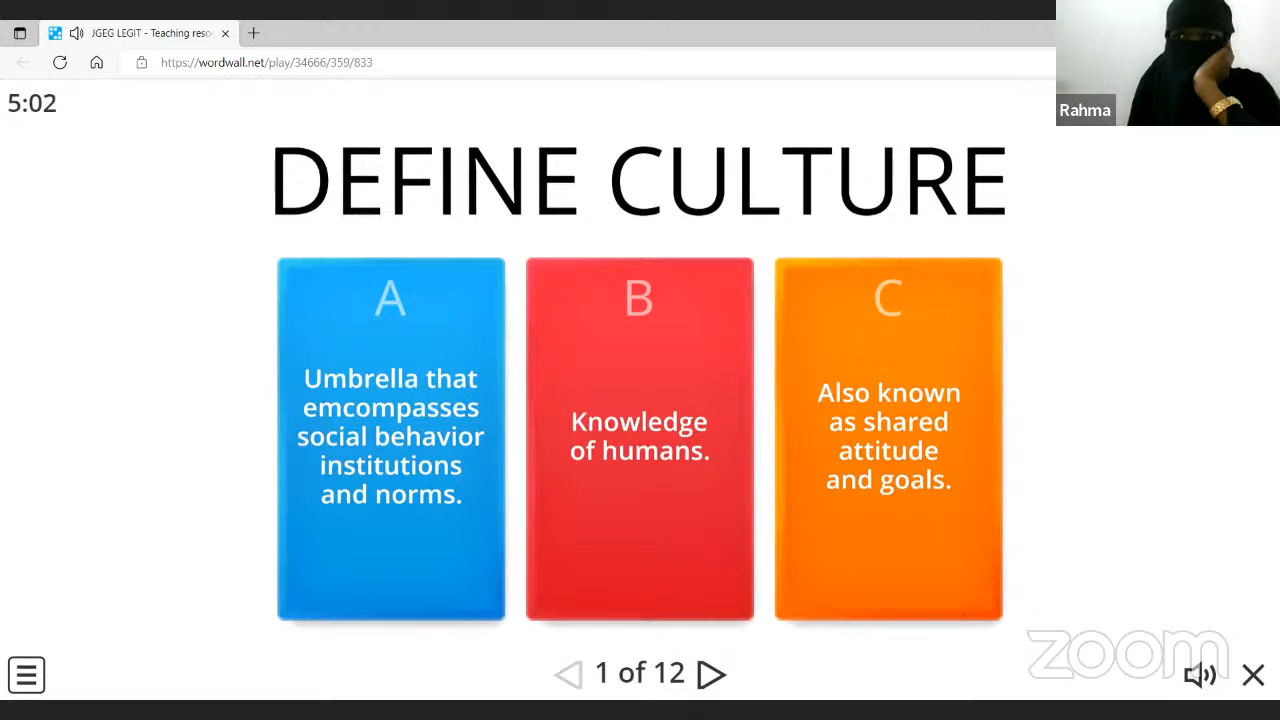 JGEG LEGIT - Teaching reso
https://wordwall.net/play/34666/359/833
Rahma
5:02
DEFINE CULTURE
A
Umbrella that
emcompasses
social behavior
institutions
and norms.
B
Knowledge
of humans.
C
Also known
as shared
attitude
and goals.
1 of 12
zoom